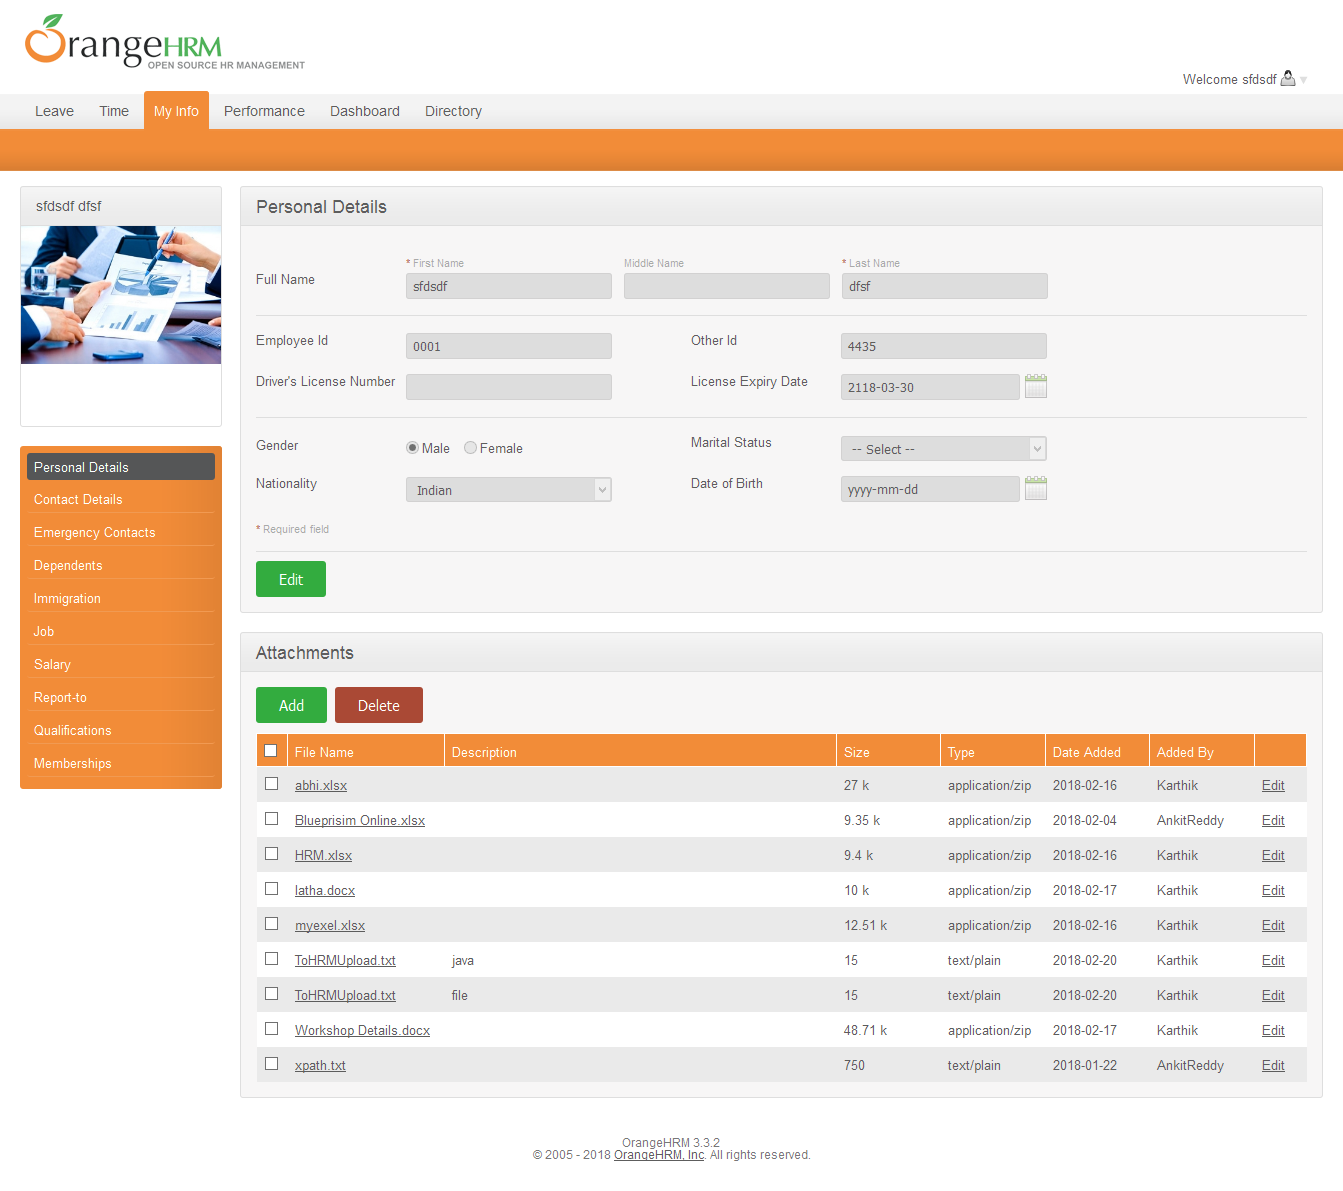 OrangeHRM
OPEN SOURCE HR MANAGEMENT
Welcome sfdsdf
Leave Time My Info Performance Dashboard Directory
sfdsdf dfsf
Personal Details
Contact Details
Emergency Contacts
Dependents
Immigration
Job
Salary
Report-to
Qualifications
Memberships
Personal Details
* First Name Middle Name * Last Name
Full Name sfdsdf dfsf
Employee Id 0001 Other Id 4435
Driver's License Number License Expiry Date 2118-03-30
Gender Male Female Marital Status -- Select --
Nationality Indian Date of Birth yyyy-mm-dd
* Required field
Edit
Attachments
Add Delete
File Name Description Size Type Date Added Added By
abhi.xlsx 27 k application/zip 2018-02-16 Karthik Edit
Blueprisim Online.xlsx 9.35 k application/zip 2018-02-04 AnkitReddy Edit
HRM.xlsx 9.4 k application/zip 2018-02-16 Karthik Edit
latha.docx 10 k application/zip 2018-02-17 Karthik Edit
myexel.xlsx 12.51 k application/zip 2018-02-16 Karthik Edit
ToHRMUpload.txt java 15 text/plain 2018-02-20 Karthik Edit
ToHRMUpload.txt file 15 text/plain 2018-02-20 Karthik Edit
Workshop Details.docx 48.71 k application/zip 2018-02-17 Karthik Edit
xpath.txt 750 text/plain 2018-01-22 AnkitReddy Edit
OrangeHRM 3.3.2
© 2005 - 2018 OrangeHRM, Inc. All rights reserved.